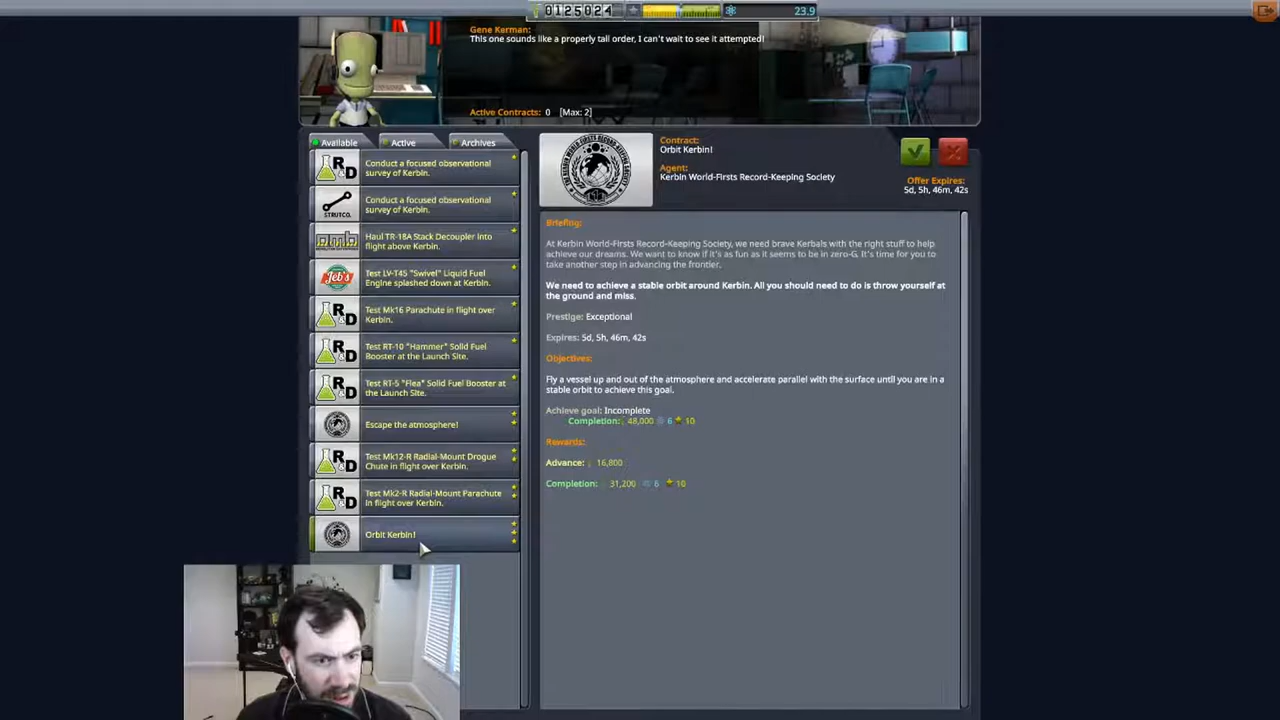 0125024
23.9
Gene Kerman:
This one sounds like a properly tall order, I can't wait to see it attempted!
Active Contracts: 0 [Max: 2]
Available
Active
Archives
R&D
Conduct a focused observational
survey of Kerbin.
STRUTCO.
Conduct a focused observational
survey of Kerbin.
Haul TR-18A Stack Decoupler into
flight above Kerbin.
Jeb's
Test LV-T45 "Swivel" Liquid Fuel
Engine splashed down at Kerbin.
R&D
Test Mk16 Parachute in flight over
Kerbin.
R&D
Test RT-10 "Hammer" Solid Fuel
Booster at the Launch Site.
R&D
Test RT-5 "Flea" Solid Fuel Booster at
the Launch Site.
Escape the atmosphere!
R&D
Test Mk12-R Radial-Mount Drogue
Chute in flight over Kerbin.
R&D
Test Mk2-R Radial-Mount Parachute
in flight over Kerbin.
Orbit Kerbin!
Contract:
Orbit Kerbin!
Agent:
Kerbin World-Firsts Record-Keeping Society
Offer Expires:
5d, 5h, 46m, 42s
Briefing:
At Kerbin World-Firsts Record-Keeping Society, we need brave Kerbals with the right stuff to help
achieve our dreams. We want to know if it's as fun as it seems to be in zero-G. It's time for you to
take another step in advancing the frontier.
We need to achieve a stable orbit around Kerbin. All you should need to do is throw yourself at
the ground and miss.
Prestige: Exceptional
Expires: 5d, 5h, 46m, 42s
Objectives:
Fly a vessel up and out of the atmosphere and accelerate parallel with the surface until you are in a
stable orbit to achieve this goal.
Achieve goal: Incomplete
Completion: 48,000 6 10
Rewards:
Advance: 16,800
Completion: 31,200 6 10